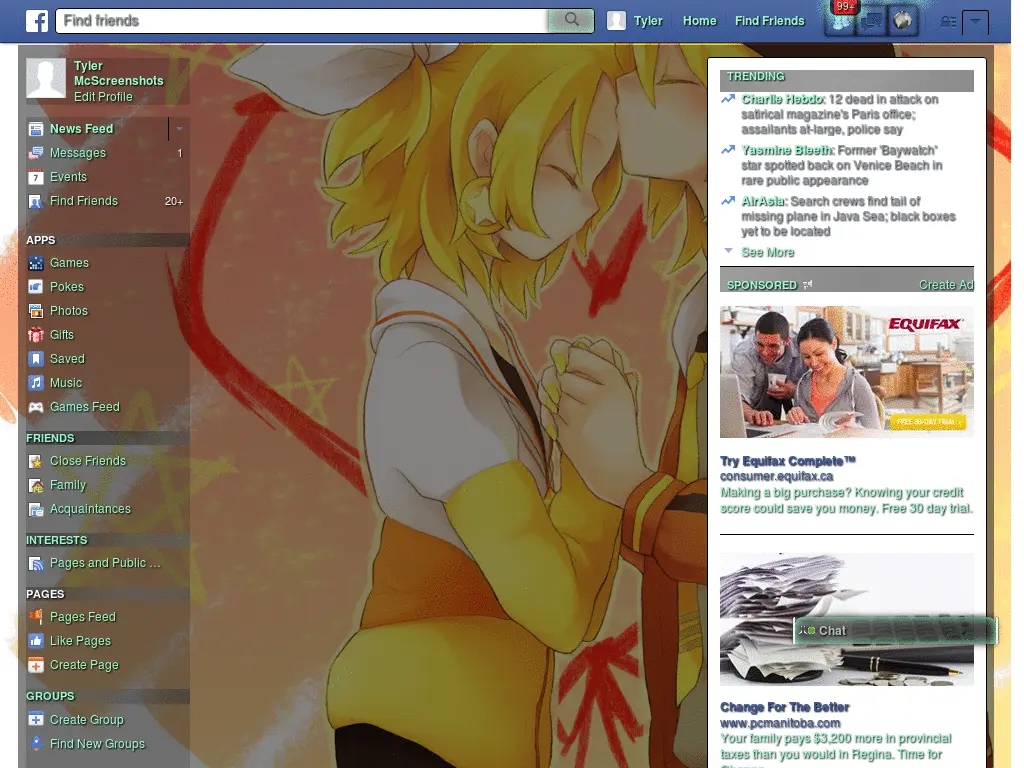 Find friends
Tyler
Home
Find Friends
99+
Tyler
McScreenshots
Edit Profile
News Feed
Messages 1
7
Events
Find Friends 20+
APPS
Games
Pokes
Photos
Gifts
Saved
Music
Games Feed
FRIENDS
Close Friends
Family
Acquaintances
INTERESTS
Pages and Public ...
PAGES
Pages Feed
Like Pages
Create Page
GROUPS
Create Group
Find New Groups
TRENDING
Charlie Hebdo: 12 dead in attack on
satirical magazine's Paris office;
assailants at-large, police say
Yasmine Bleeth: Former 'Baywatch'
star spotted back on Venice Beach in
rare public appearance
AirAsia: Search crews find tail of
missing plane in Java Sea; black boxes
yet to be located
See More
SPONSORED Create Ad
EQUIFAX
FREE 30-DAY TRIAL
Try Equifax Complete™
consumer.equifax.ca
Making a big purchase? Knowing your credit
score could save you money. Free 30 day trial.
Chat
Change For The Better
www.pcmanitoba.com
Your family pays $3,200 more in provincial
taxes than you would in Regina. Time for